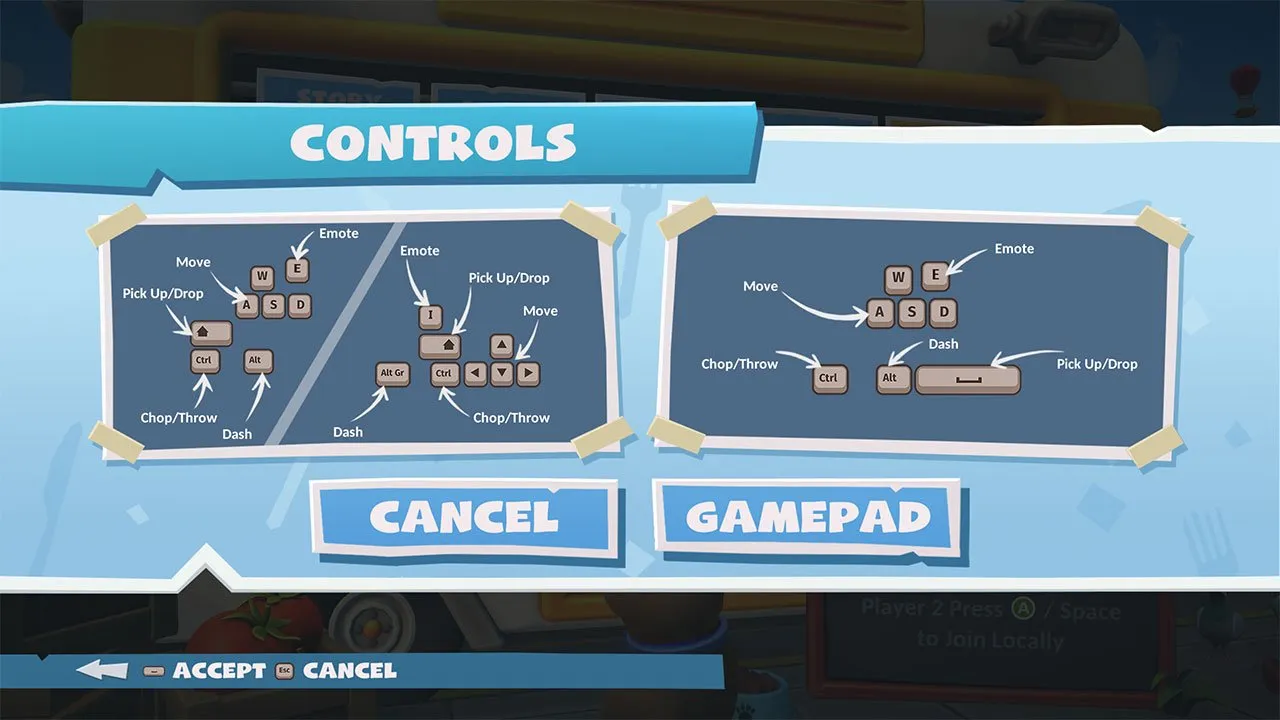 STORY
CONTROLS
Emote
Move
W
E
Pick Up/Drop
A
S
D
Ctrl
Alt
Chop/Throw
Dash
Emote
Pick Up/Drop
Move
I
Alt Gr
Ctrl
Dash
Chop/Throw
Emote
W
E
Move
A
S
D
Dash
Chop/Throw
Pick Up/Drop
Ctrl
Alt
CANCEL
GAMEPAD
Player 2 Press A / Space
to Join Locally
ACCEPT Esc CANCEL